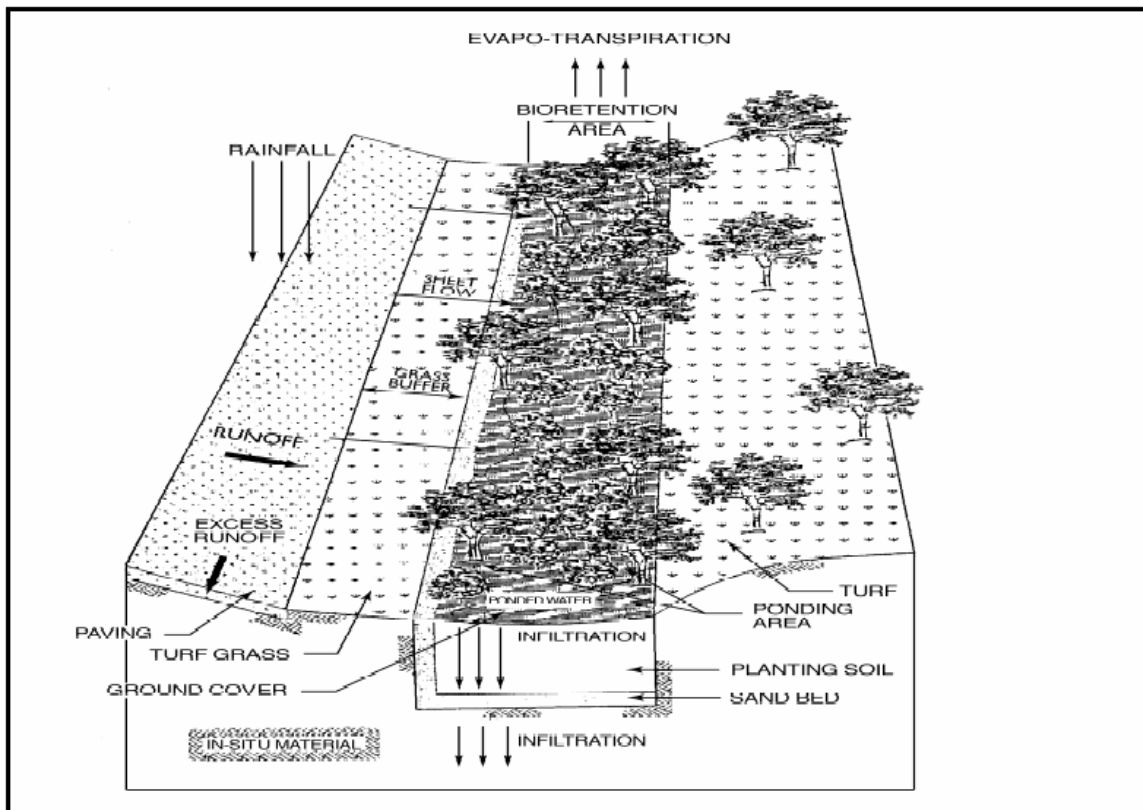 EVAPO-TRANSPIRATION
BIORETENTION
AREA
RAINFALL
SHEET
FLOW
GRASS
BUFFER
RUNOFF
EXCESS
RUNOFF
PONDED WATER
TURF
PONDING
AREA
PAVING
TURF GRASS
INFILTRATION
PLANTING SOIL
GROUND COVER
SAND BED
IN-SITU MATERIAL
INFILTRATION